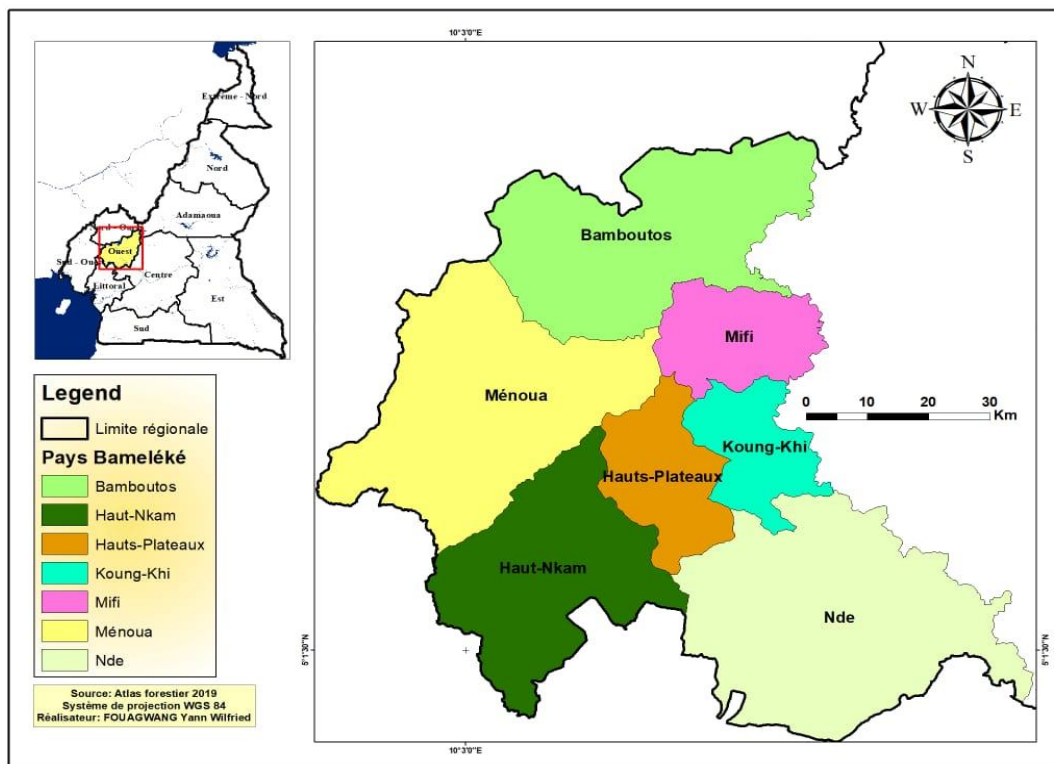 10°3'0"E
N
W E
S
Extrême - Nord
Nord
Adamaoua
Nord - Ouest
Ouest
Sud - Ouest
Centre
Littoral
Est
Sud
Bamboutos
Mifi
Ménoua
0 10 20 30
Km
Koung-Khi
Hauts-Plateaux
Haut-Nkam
Nde
5°1'30"N
5°1'30"N
10°3'0"E
Legend
Limite régionale
Pays Bameléké
Bamboutos
Haut-Nkam
Hauts-Plateaux
Koung-Khi
Mifi
Ménoua
Nde
Source: Atlas forestier 2019
Système de projection WGS 84
Réalisateur: FOUAGWANG Yann Wilfried